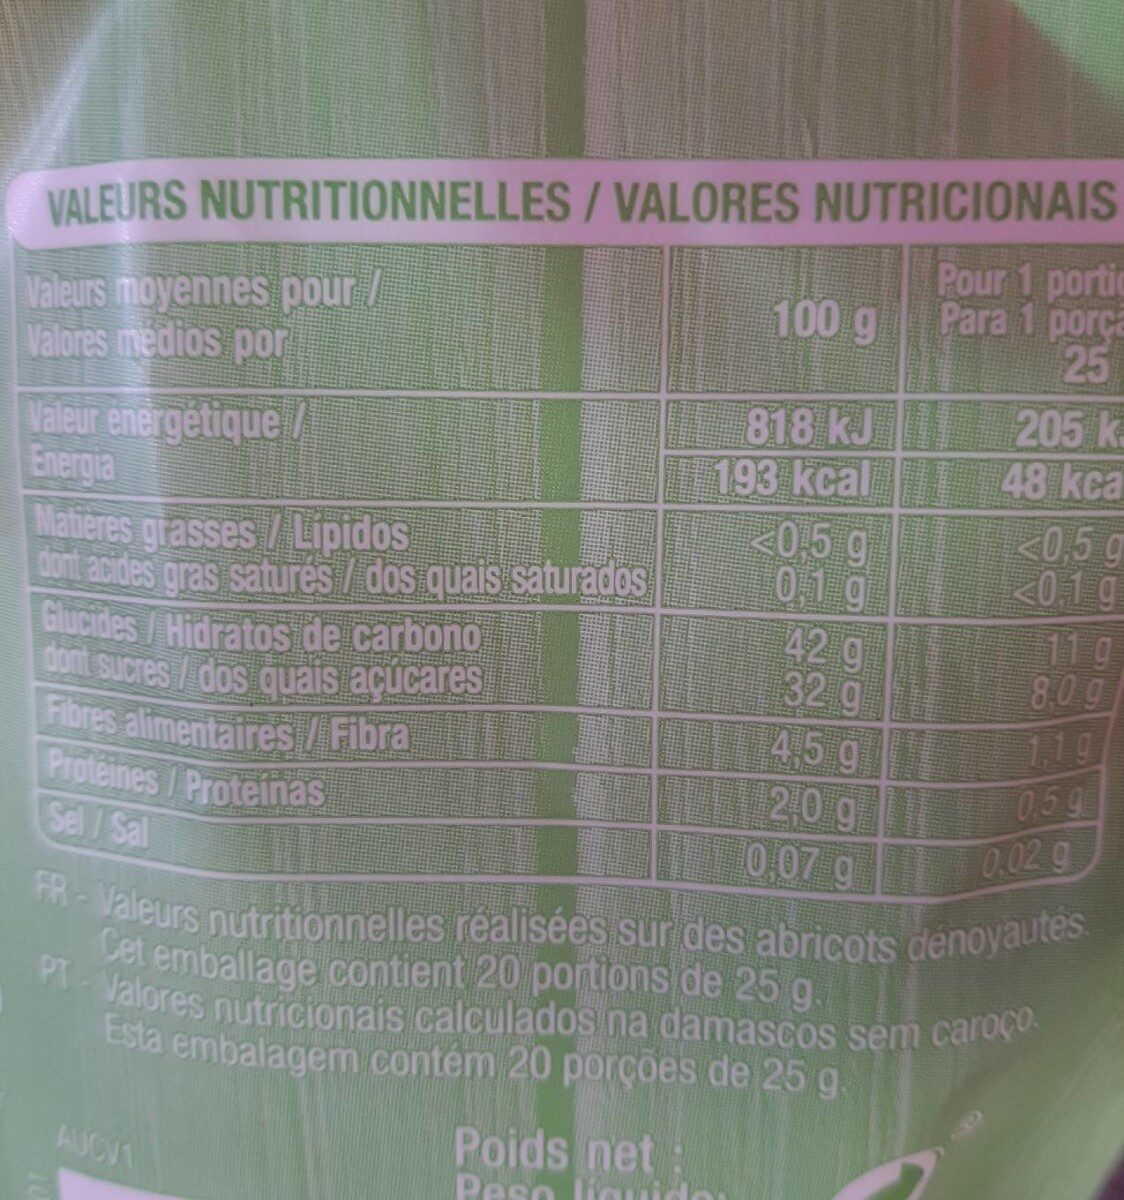 VALEURS NUTRITIONNELLES / VALORES NUTRICIONAIS
Valeurs moyennes pour /
Valores médios por
100 g
Pour 1 portio
Para 1 porça
25
Valeur énergétique /
Energia
818 kJ
205 k
193 kcal
48 kca
Matières grasses / Lípidos
<0,5 g
<0,5 g
dont acides gras saturés / dos quais saturados
0,1 g
<0,1 g
Glucides / Hidratos de carbono
42 g
11 g
dont sucres / dos quais açúcares
32 g
8,0 g
Fibres alimentaires / Fibra
4,5 g
1,1 g
Protéines / Proteínas
2,0 g
0,5 g
Sel / Sal
0,07 g
0,02 g
FR - Valeurs nutritionnelles réalisées sur des abricots dénoyautés.
Cet emballage contient 20 portions de 25 g.
PT - Valores nutricionais calculados na damascos sem caroço.
Esta embalagem contém 20 porções de 25 g.
AUCV1
Poids net :
Peso líquido: